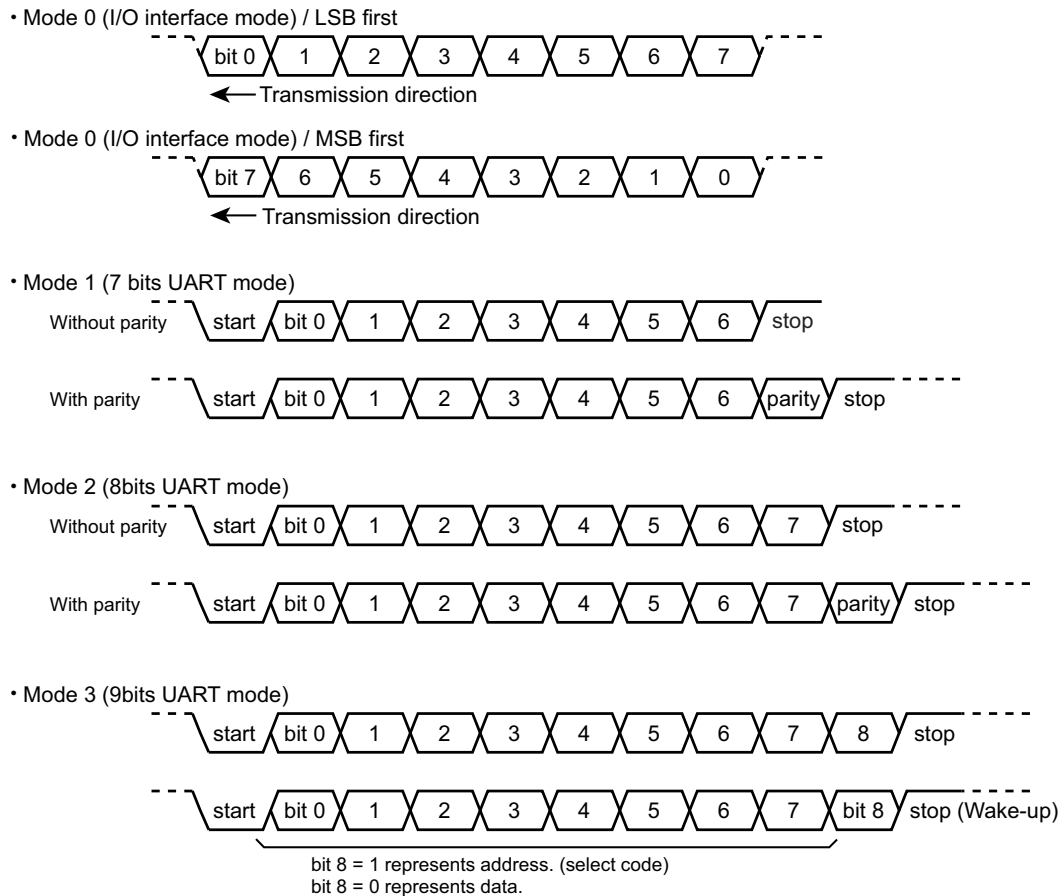 ・Mode 0 (I/O interface mode) / LSB first
bit 0 1 2 3 4 5 6 7
Transmission direction
・Mode 0 (I/O interface mode) / MSB first
bit 7 6 5 4 3 2 1 0
Transmission direction
・Mode 1 (7 bits UART mode)
Without parity start bit 0 1 2 3 4 5 6 stop
With parity start bit 0 1 2 3 4 5 6 parity stop
・Mode 2 (8bits UART mode)
Without parity start bit 0 1 2 3 4 5 6 7 stop
With parity start bit 0 1 2 3 4 5 6 7 parity stop
・Mode 3 (9bits UART mode)
start bit 0 1 2 3 4 5 6 7 8 stop
start bit 0 1 2 3 4 5 6 7 bit 8 stop (Wake-up)
bit 8 = 1 represents address. (select code)
bit 8 = 0 represents data.